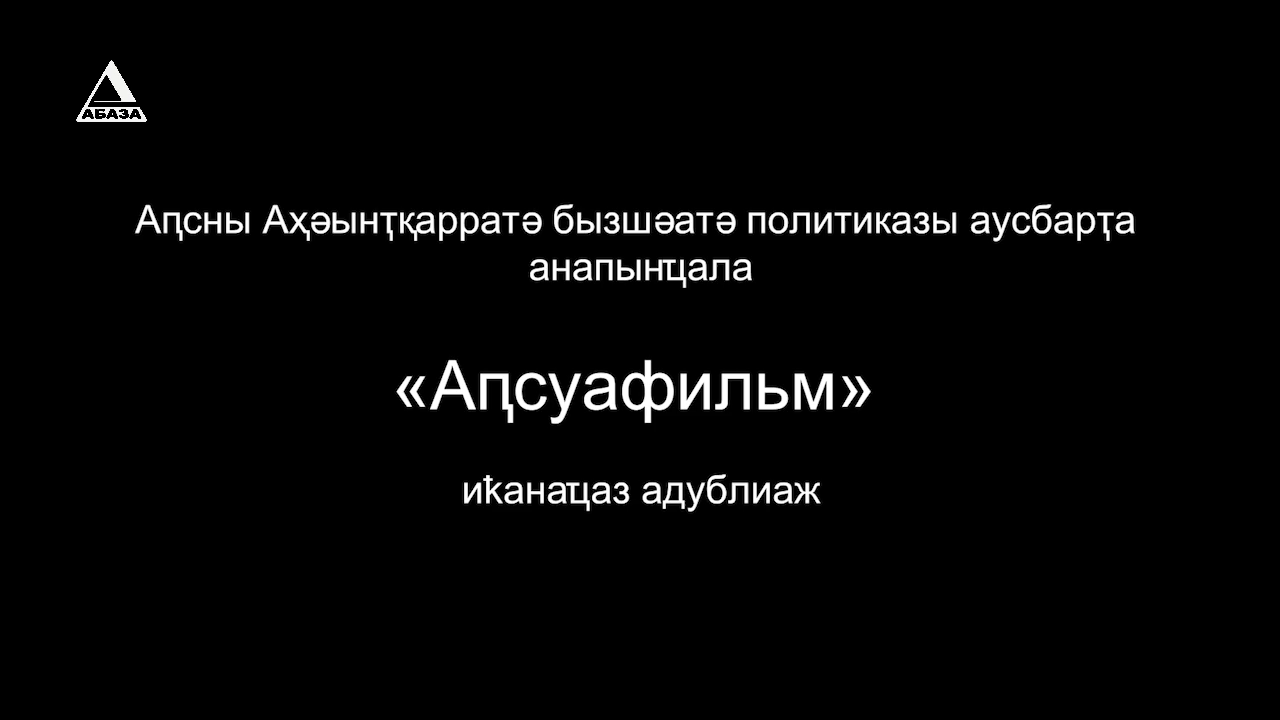 АБАЗА
Аԥсны Аҳәынҭқарратә бызшәатә политиказы аусбарҭа
анапынҵала
«Аԥсуафильм»
иҟанаҵаз адублиаж